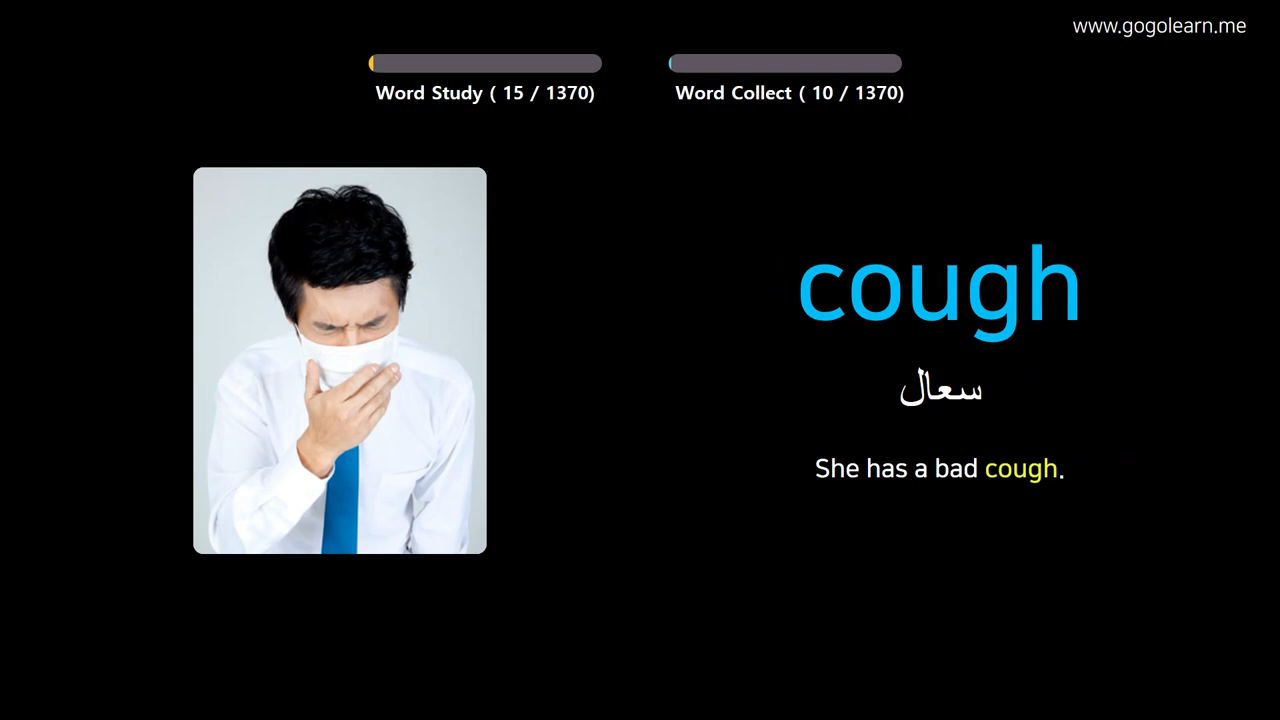 www.gogolearn.me
Word Study ( 15 / 1370)
Word Collect ( 10 / 1370)
cough
سعال
She has a bad cough.